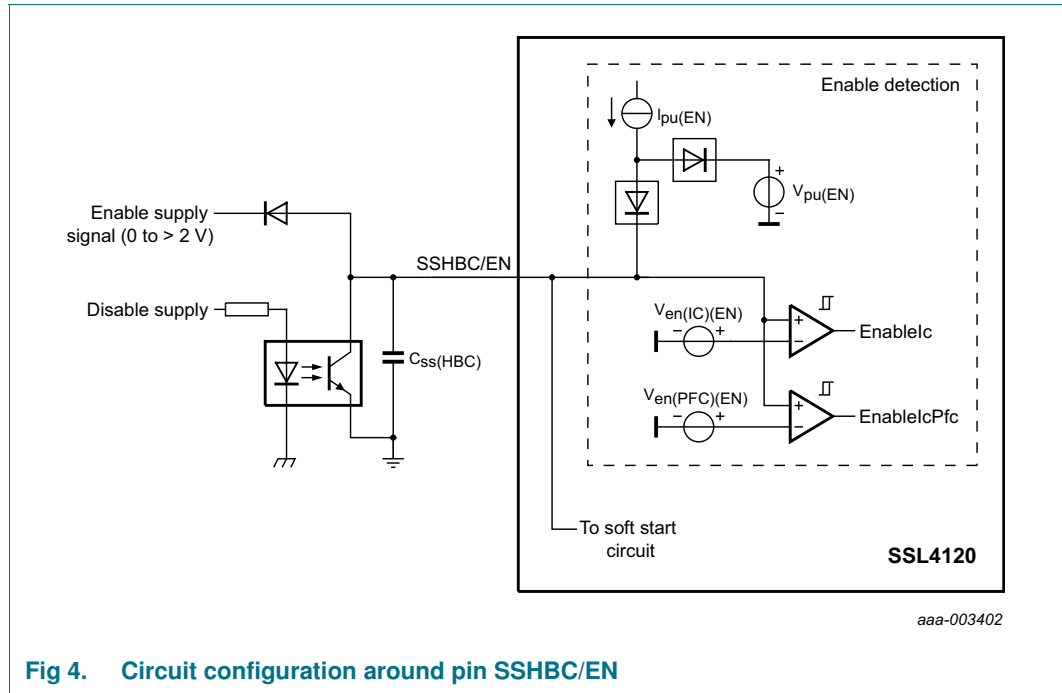 Enable detection
Ipu(EN)
+
Vpu(EN)
−
Enable supply
signal (0 to > 2 V)
SSHBC/EN
Disable supply
Css(HBC)
Ven(IC)(EN)
− +
+
−
EnableIc
Ven(PFC)(EN)
− +
+
−
EnableIcPfc
To soft start
circuit
SSL4120
aaa-003402
Fig 4. Circuit configuration around pin SSHBC/EN